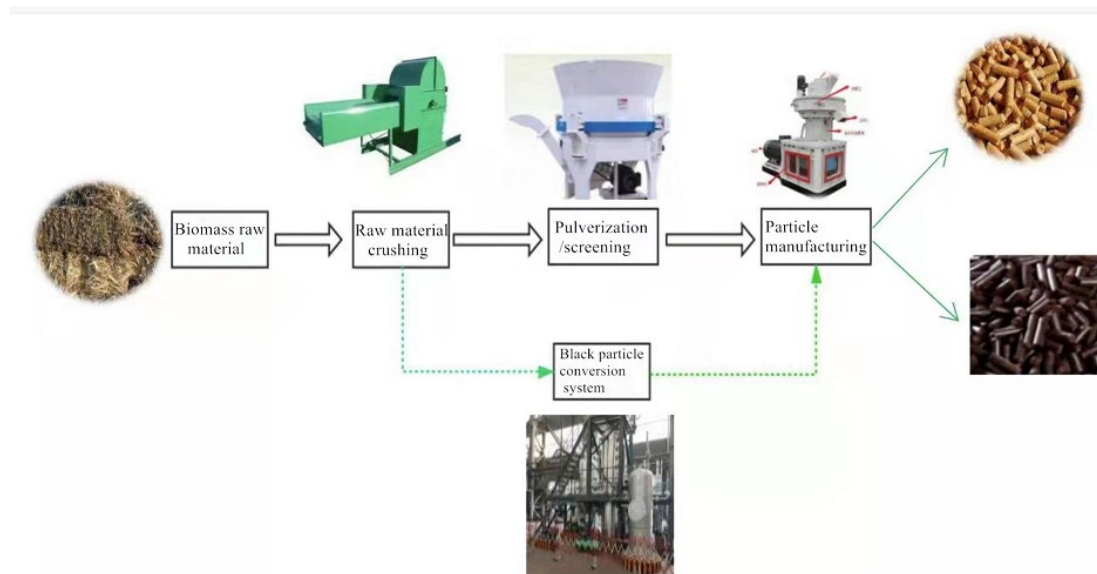 Biomass raw
material
Raw material
crushing
Pulverization
/screening
Particle
manufacturing
Black particle
conversion
system